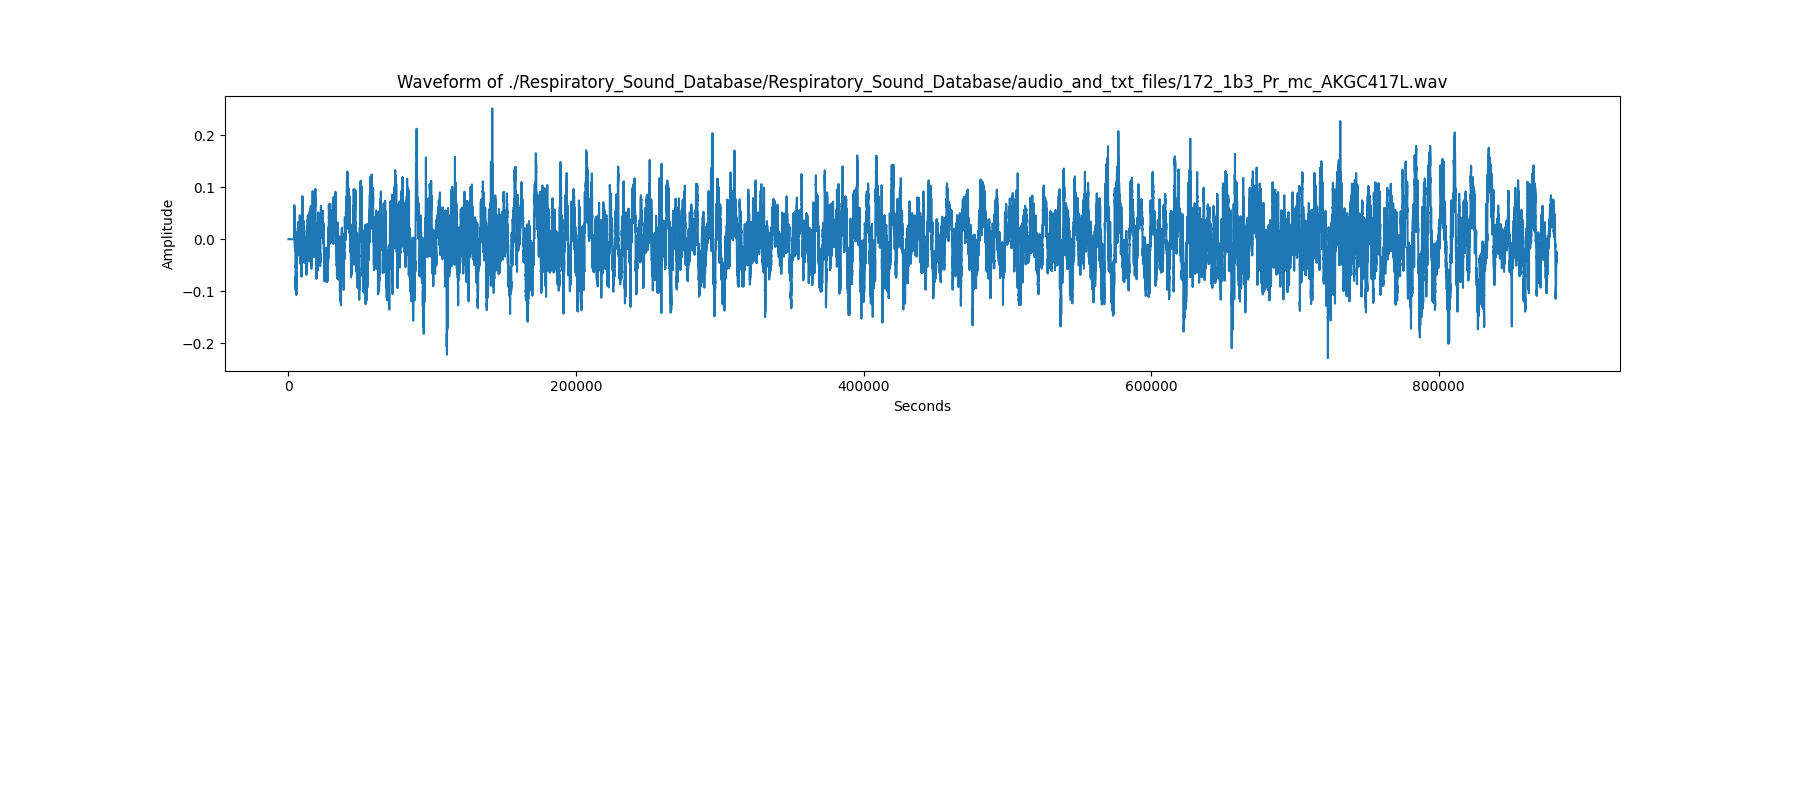 Waveform of ./Respiratory_Sound_Database/Respiratory_Sound_Database/audio_and_txt_files/172_1b3_Pr_mc_AKGC417L.wav
Amplitude
0.2
0.1
0.0
−0.1
−0.2
0 200000 400000 600000 800000
Seconds